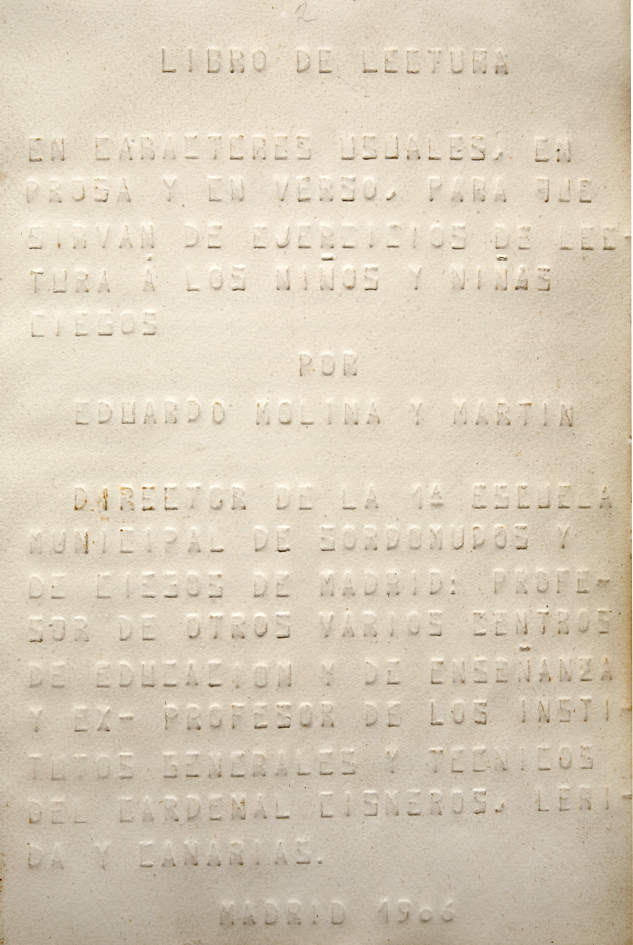 2
LIBRO DE LECTURA
EN CARACTERES USUALES, EN
PROSA Y EN VERSO, PARA QUE
SIRVAN DE EJERCICIOS DE LEC-
TURA Á LOS NIÑOS Y NIÑAS
CIEGOS
POR
EDUARDO MOLINA Y MARTIN
DIRECTOR DE LA 1ª ESCUELA
MUNICIPAL DE SORDOMUDOS Y
DE CIEGOS DE MADRID: PROFE-
SOR DE OTROS VARIOS CENTROS
DE EDUCACION Y DE ENSEÑANZA
Y EX- PROFESOR DE LOS INSTI
TUTOS GENERALES Y TECNICOS
DEL CARDENAL CISNEROS, LERI-
DA Y CANARIAS.
MADRID 1906